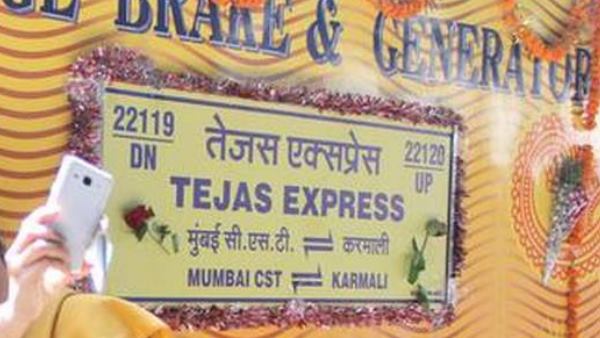 BRAKE & GENERATOR
22119 DN
तेजस एक्सप्रेस
22120 UP
TEJAS EXPRESS
मुंबई सी.एस.टी. ⇌ करमाली
MUMBAI CST ⇌ KARMALI